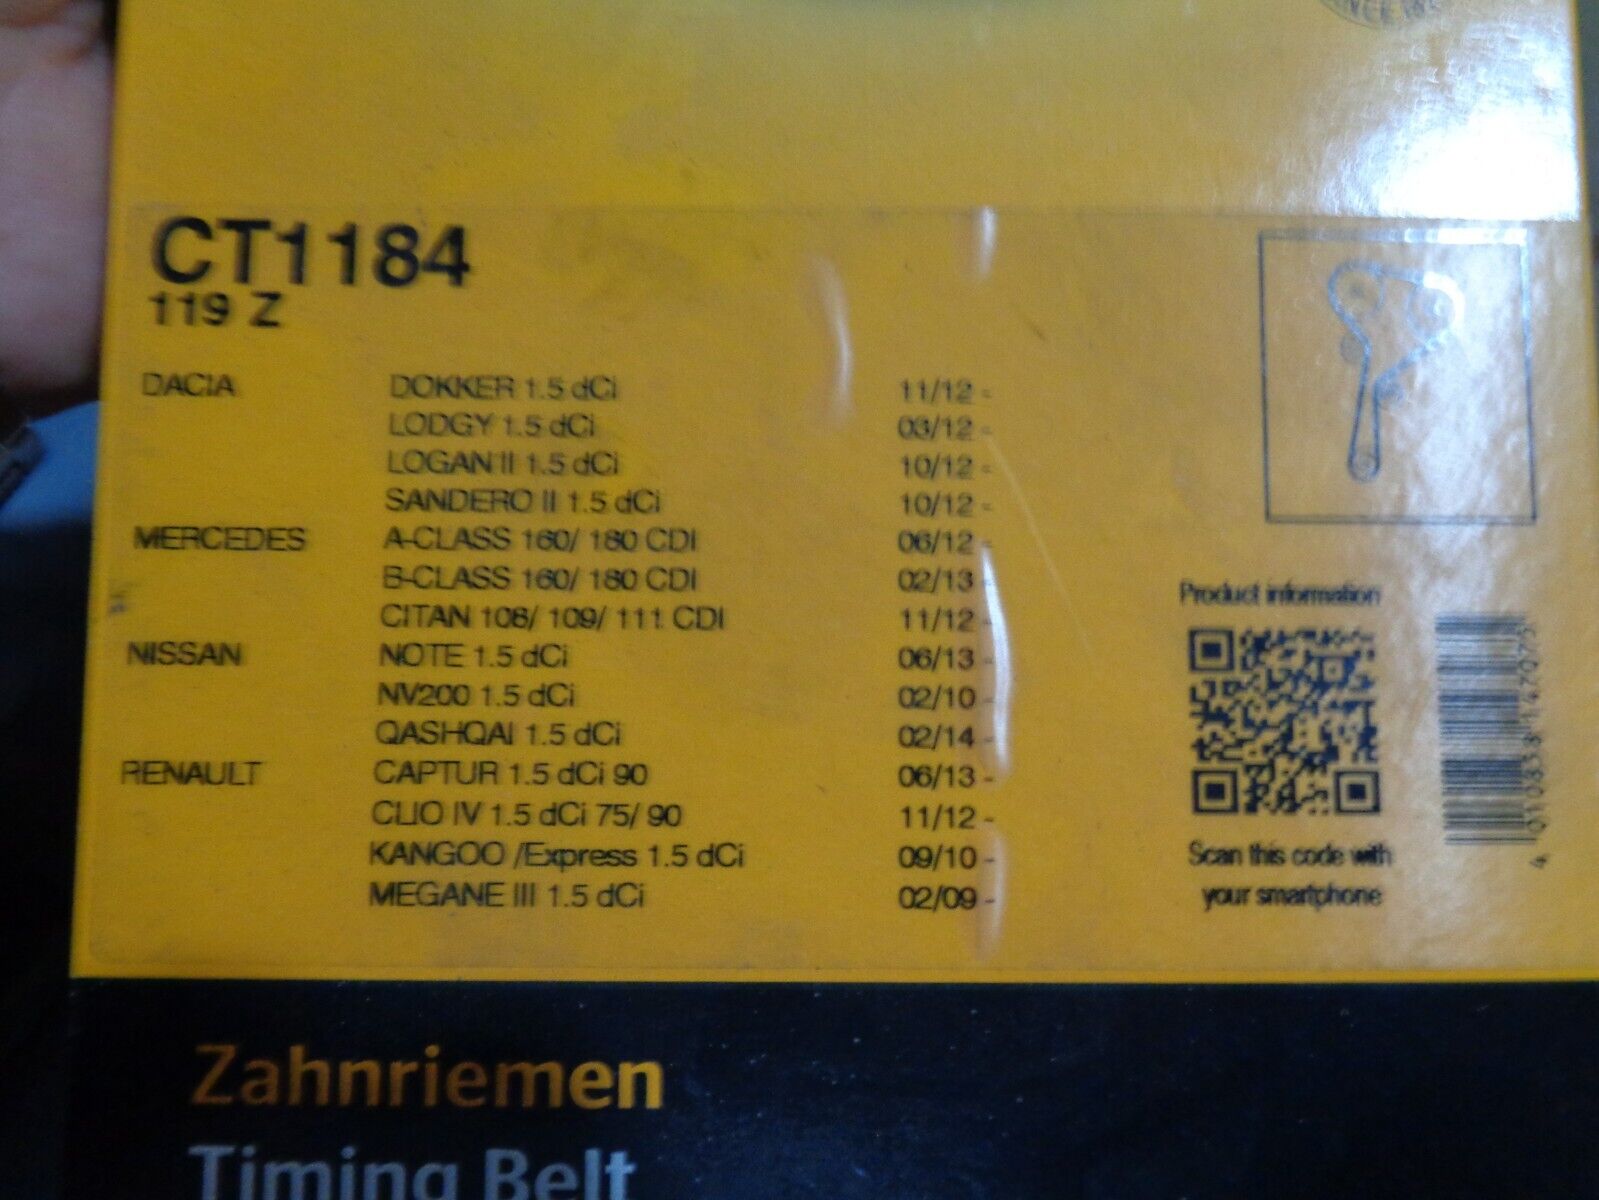 CT1184
119 Z
DACIA DOKKER 1.5 dCi 11/12 -
LODGY 1.5 dCi 03/12 -
LOGAN II 1.5 dCi 10/12 -
SANDERO II 1.5 dCi 10/12 -
MERCEDES A-CLASS 160/ 180 CDI 06/12 -
B-CLASS 160/ 180 CDI 02/13 -
CITAN 108/ 109/ 111 CDI 11/12 -
NISSAN NOTE 1.5 dCi 06/13 -
NV200 1.5 dCi 02/10 -
QASHQAI 1.5 dCi 02/14 -
RENAULT CAPTUR 1.5 dCi 90 06/13 -
CLIO IV 1.5 dCi 75/ 90 11/12 -
KANGOO /Express 1.5 dCi 09/10 -
MEGANE III 1.5 dCi 02/09 -
Product information
Scan this code with
your smartphone
Zahnriemen
Timing Belt